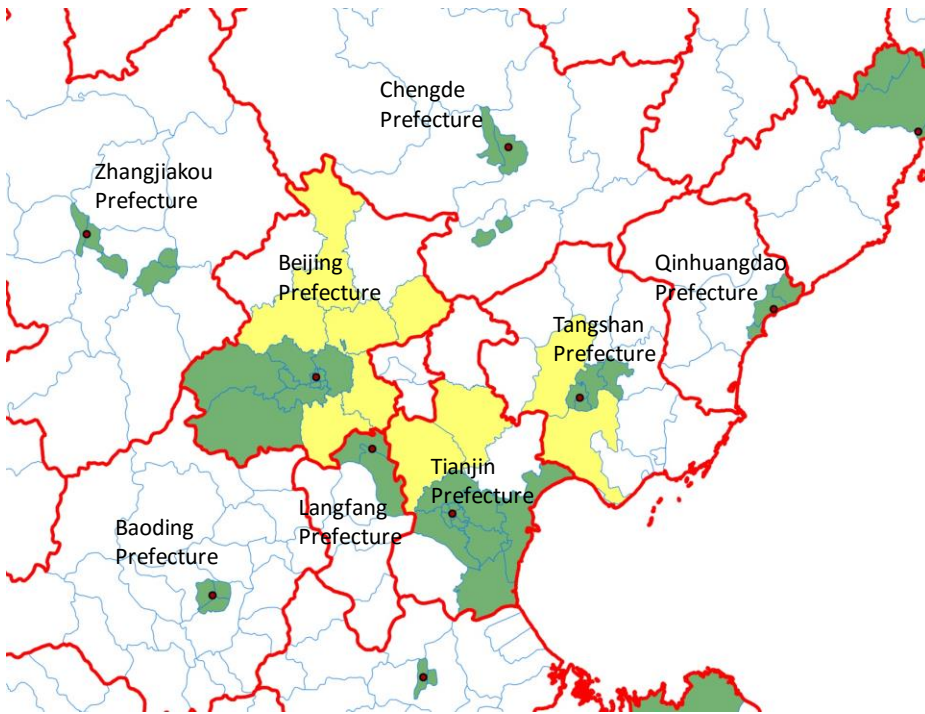 Chengde
Prefecture
Zhangjiakou
Prefecture
Beijing
Prefecture
Qinhuangdao
Prefecture
Tangshan
Prefecture
Tianjin
Prefecture
Langfang
Prefecture
Baoding
Prefecture